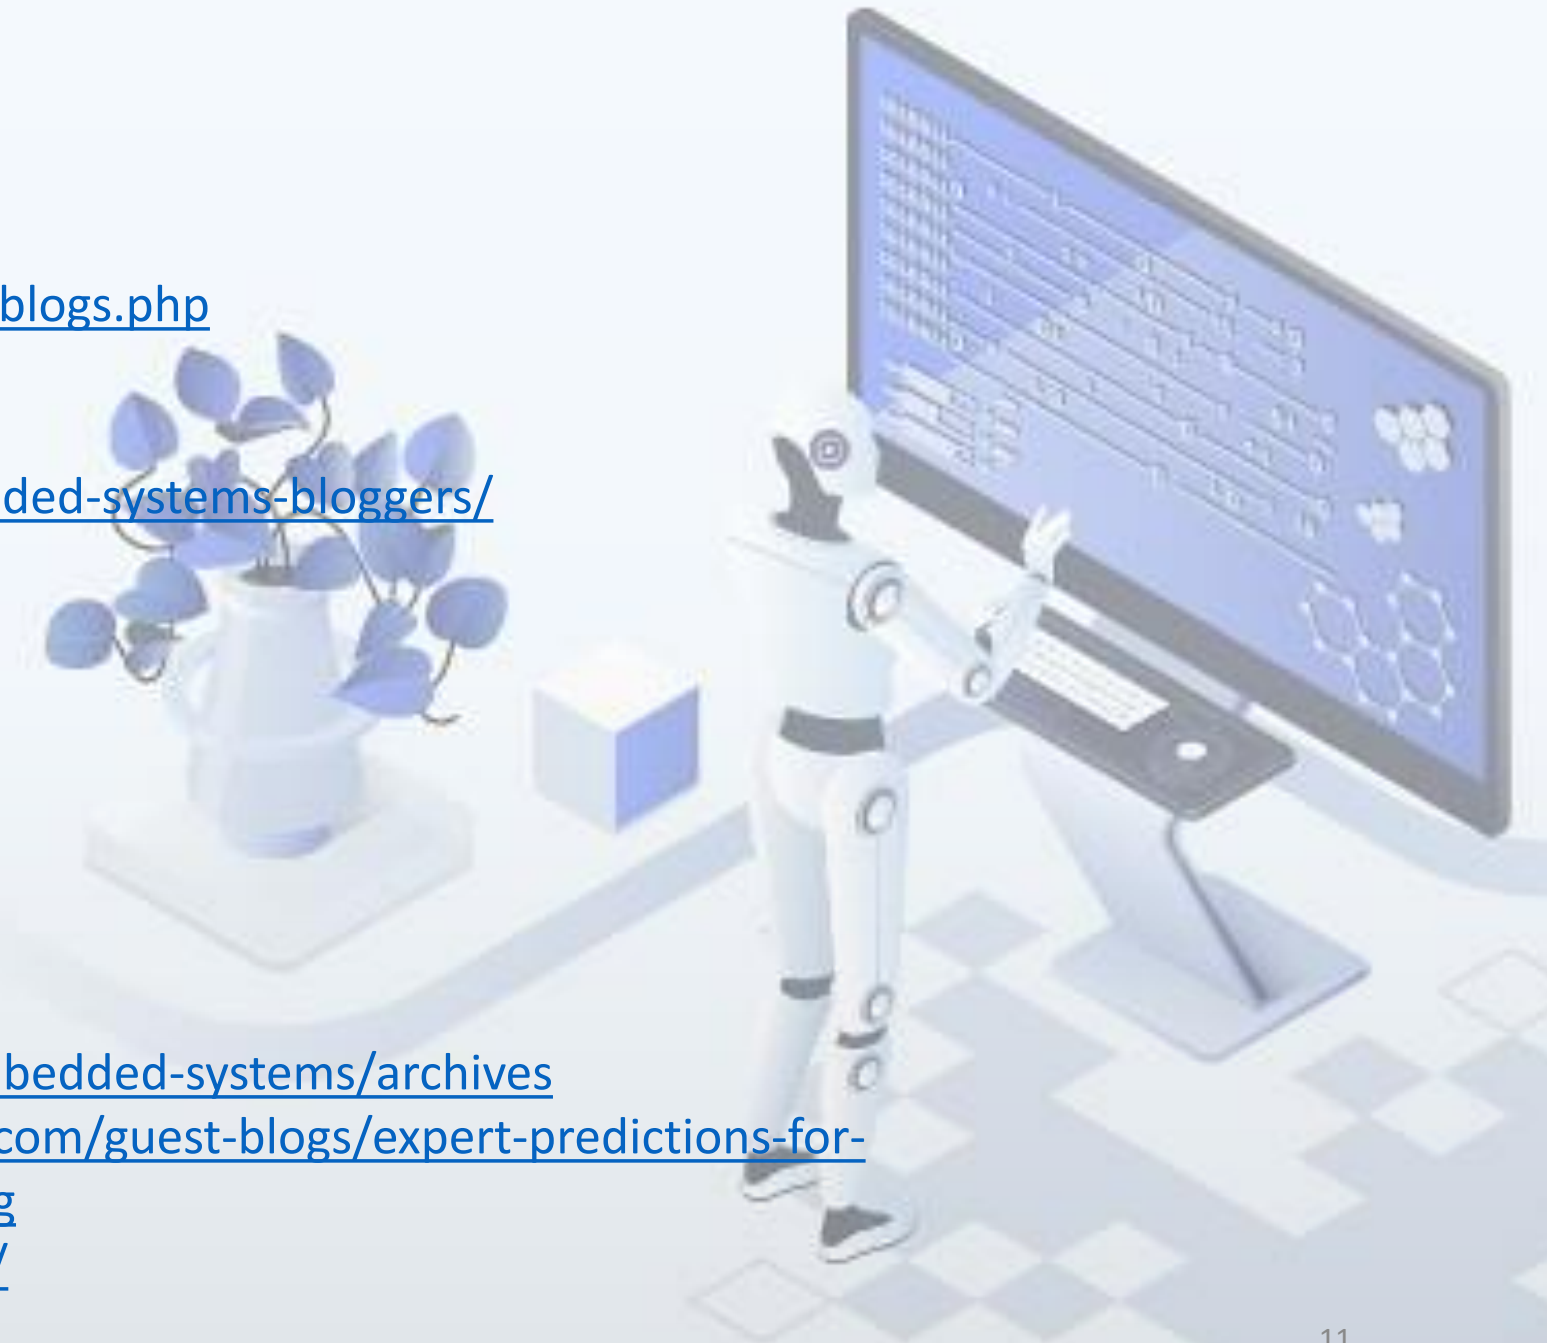 blogs.php
ded-systems-bloggers/
bedded-systems/archives
com/guest-blogs/expert-predictions-for-
g
/
11